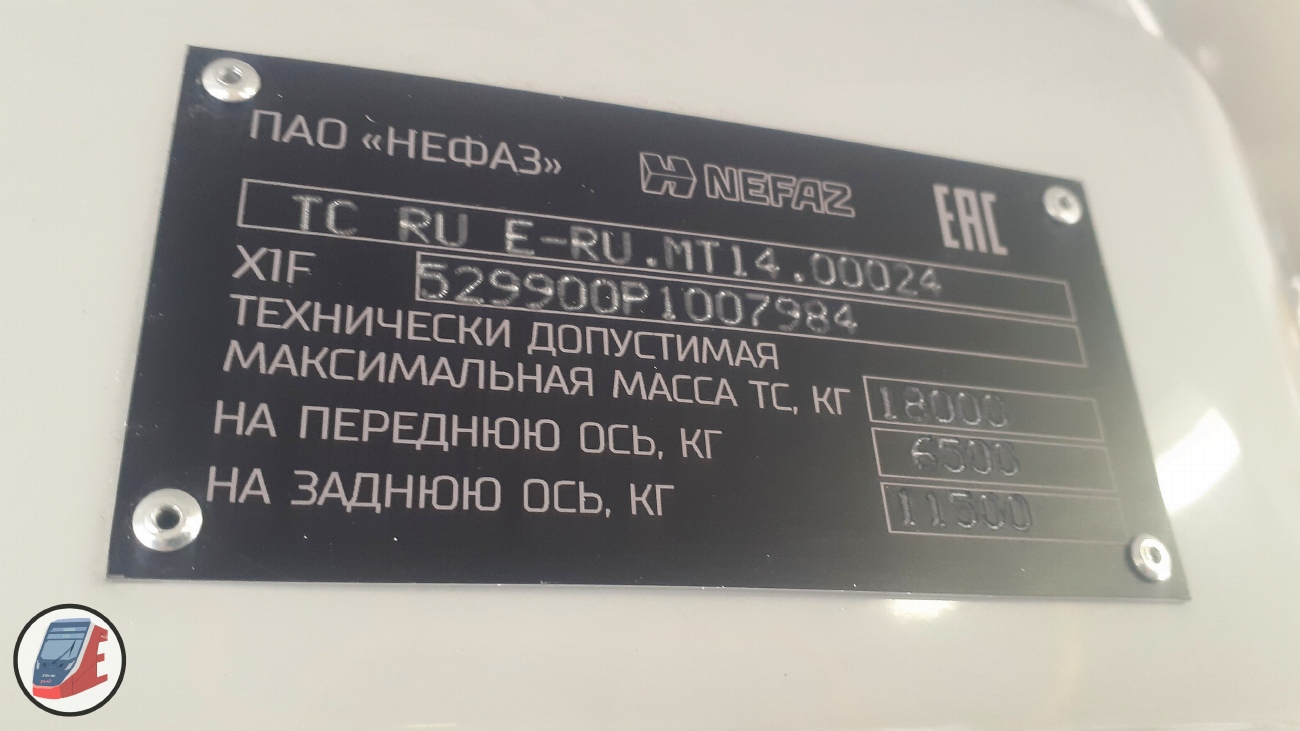 ПАО «НЕФАЗ» NEFAZ EAC
TC RU E-RU.MT14.00024
X1F 529900P1007984
ТЕХНИЧЕСКИ ДОПУСТИМАЯ
МАКСИМАЛЬНАЯ МАССА ТС, КГ 18000
НА ПЕРЕДНЮЮ ОСЬ, КГ 6500
НА ЗАДНЮЮ ОСЬ, КГ 11500